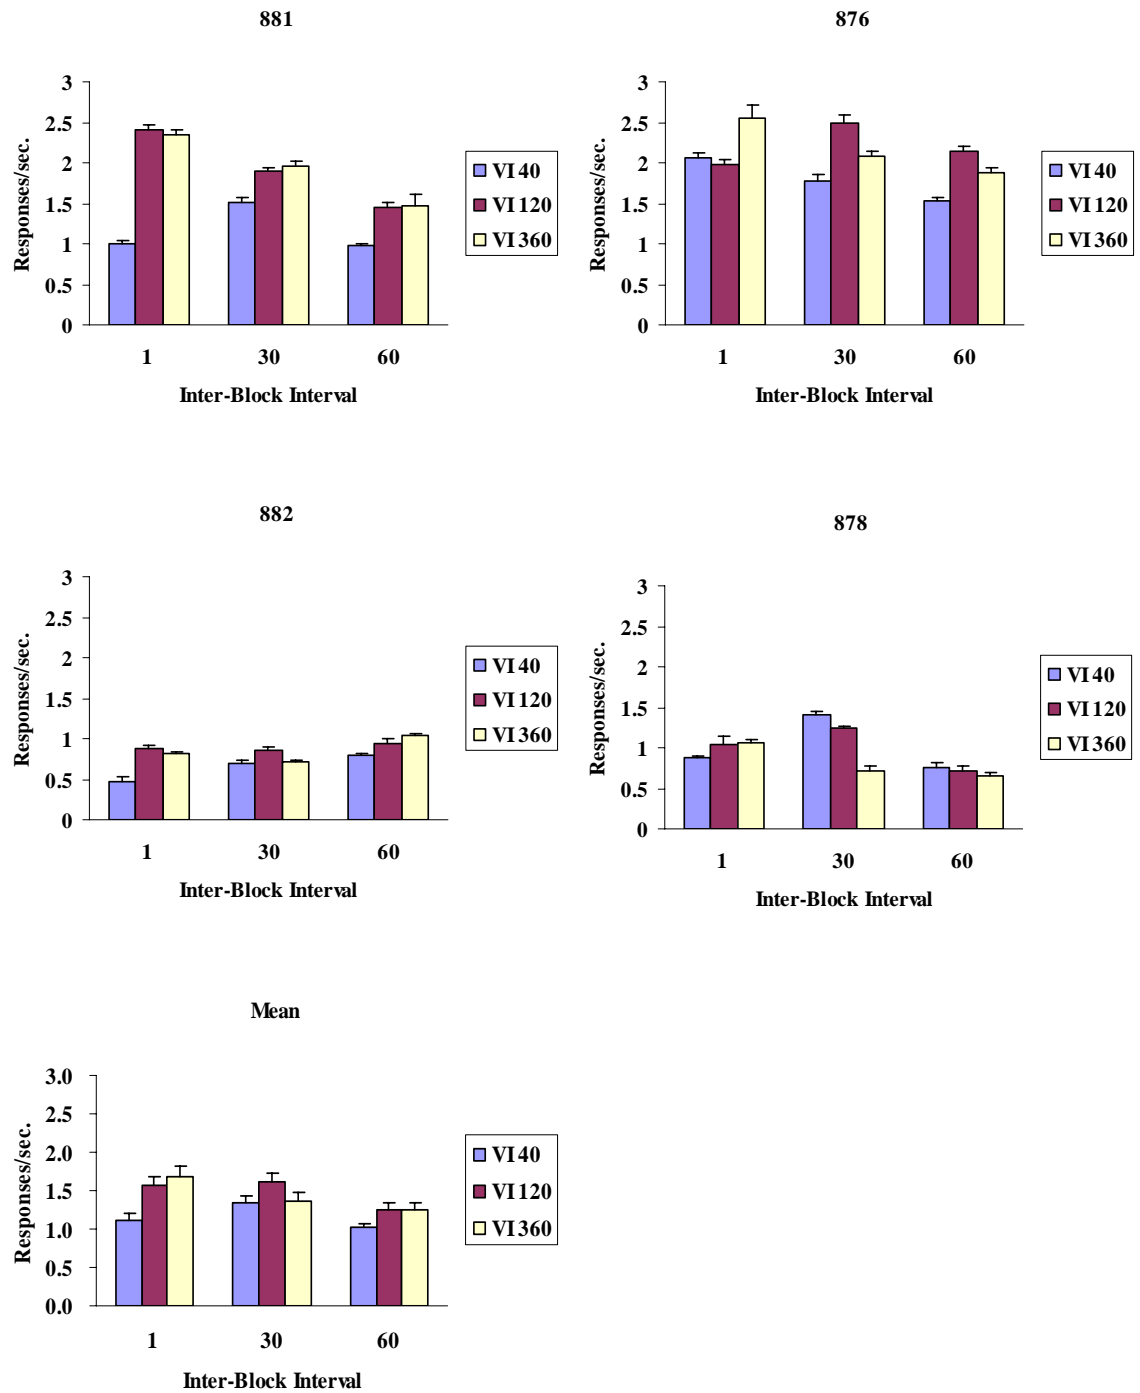 881
3
2.5
2
1.5
1
0.5
0
Responses/sec.
1 30 60
Inter-Block Interval
VI 40
VI 120
VI 360
876
3
2.5
2
1.5
1
0.5
0
Responses/sec.
1 30 60
Inter-Block Interval
VI 40
VI 120
VI 360
882
3
2.5
2
1.5
1
0.5
0
Responses/sec.
1 30 60
Inter-Block Interval
VI 40
VI 120
VI 360
878
3
2.5
2
1.5
1
0.5
0
Responses/sec.
1 30 60
Inter-Block Interval
VI 40
VI 120
VI 360
Mean
3.0
2.5
2.0
1.5
1.0
0.5
0.0
Responses/sec.
1 30 60
Inter-Block Interval
VI 40
VI 120
VI 360